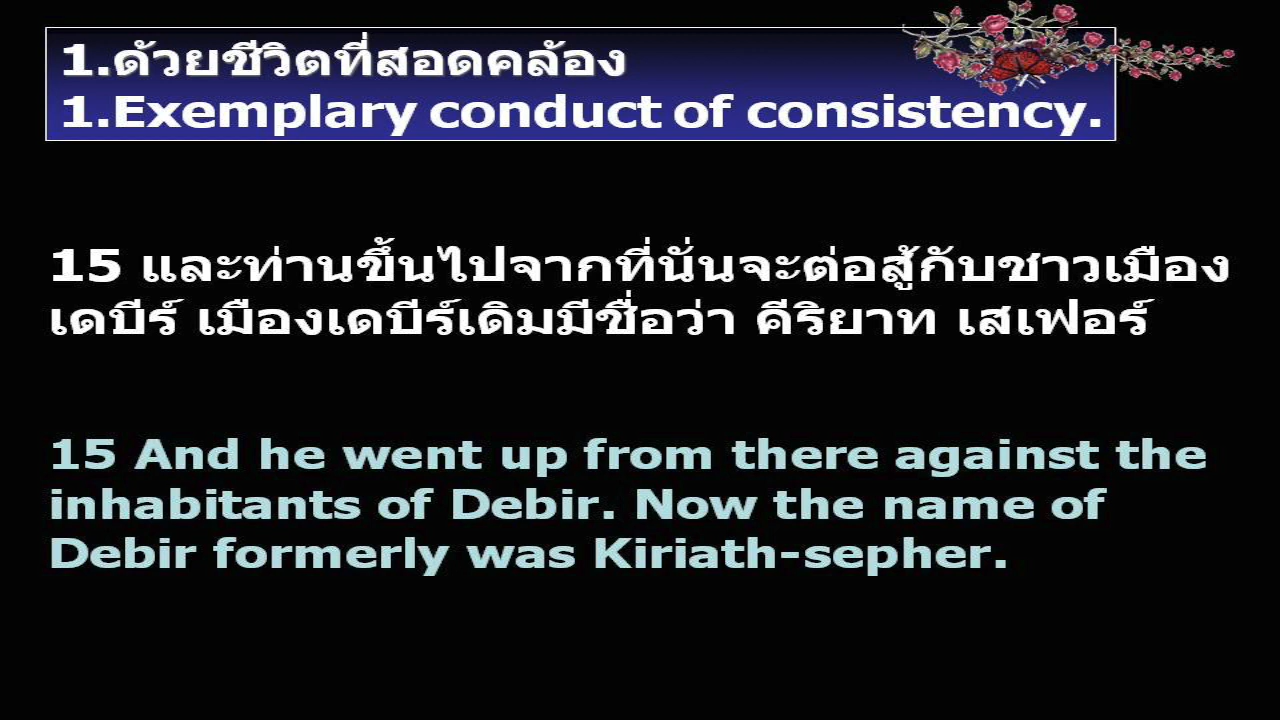 1.ด้วยชีวิตที่สอดคล้อง
1.Exemplary conduct of consistency.
15 และท่านขึ้นไปจากที่นั่นจะต่อสู้กับชาวเมือง
เดบีร์ เมืองเดบีร์เดิมมีชื่อว่า คีริยาท เสเฟอร์
15 And he went up from there against the
inhabitants of Debir. Now the name of
Debir formerly was Kiriath-sepher.